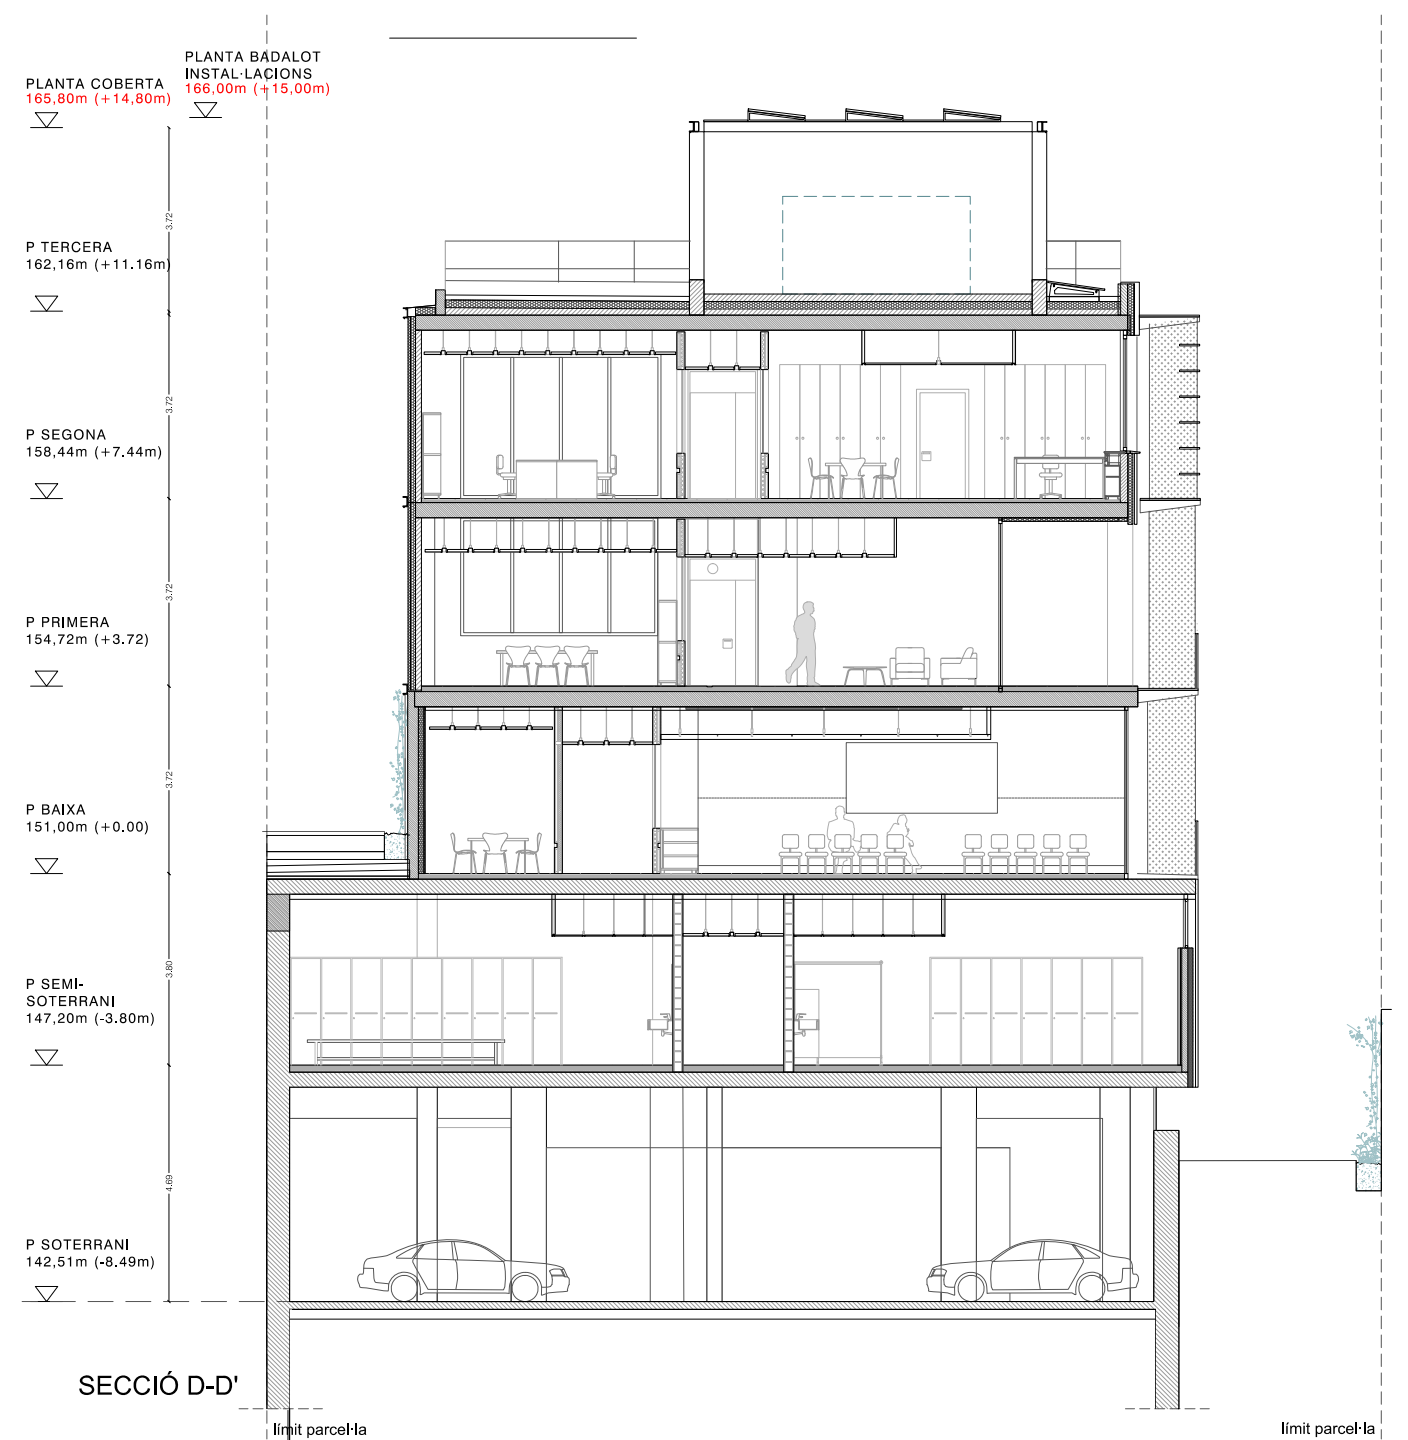 PLANTA BADALOT
INSTAL·LACIONS
166,00m (+15,00m)
PLANTA COBERTA
165,80m (+14,80m)
3.72
P TERCERA
162,16m (+11.16m)
3.72
P SEGONA
158,44m (+7.44m)
3.72
P PRIMERA
154,72m (+3.72)
3.72
P BAIXA
151,00m (+0.00)
3.80
P SEMI-
SOTERRANI
147,20m (-3.80m)
4.69
P SOTERRANI
142,51m (-8.49m)
SECCIÓ D-D'
límit parcel·la
límit parcel·la